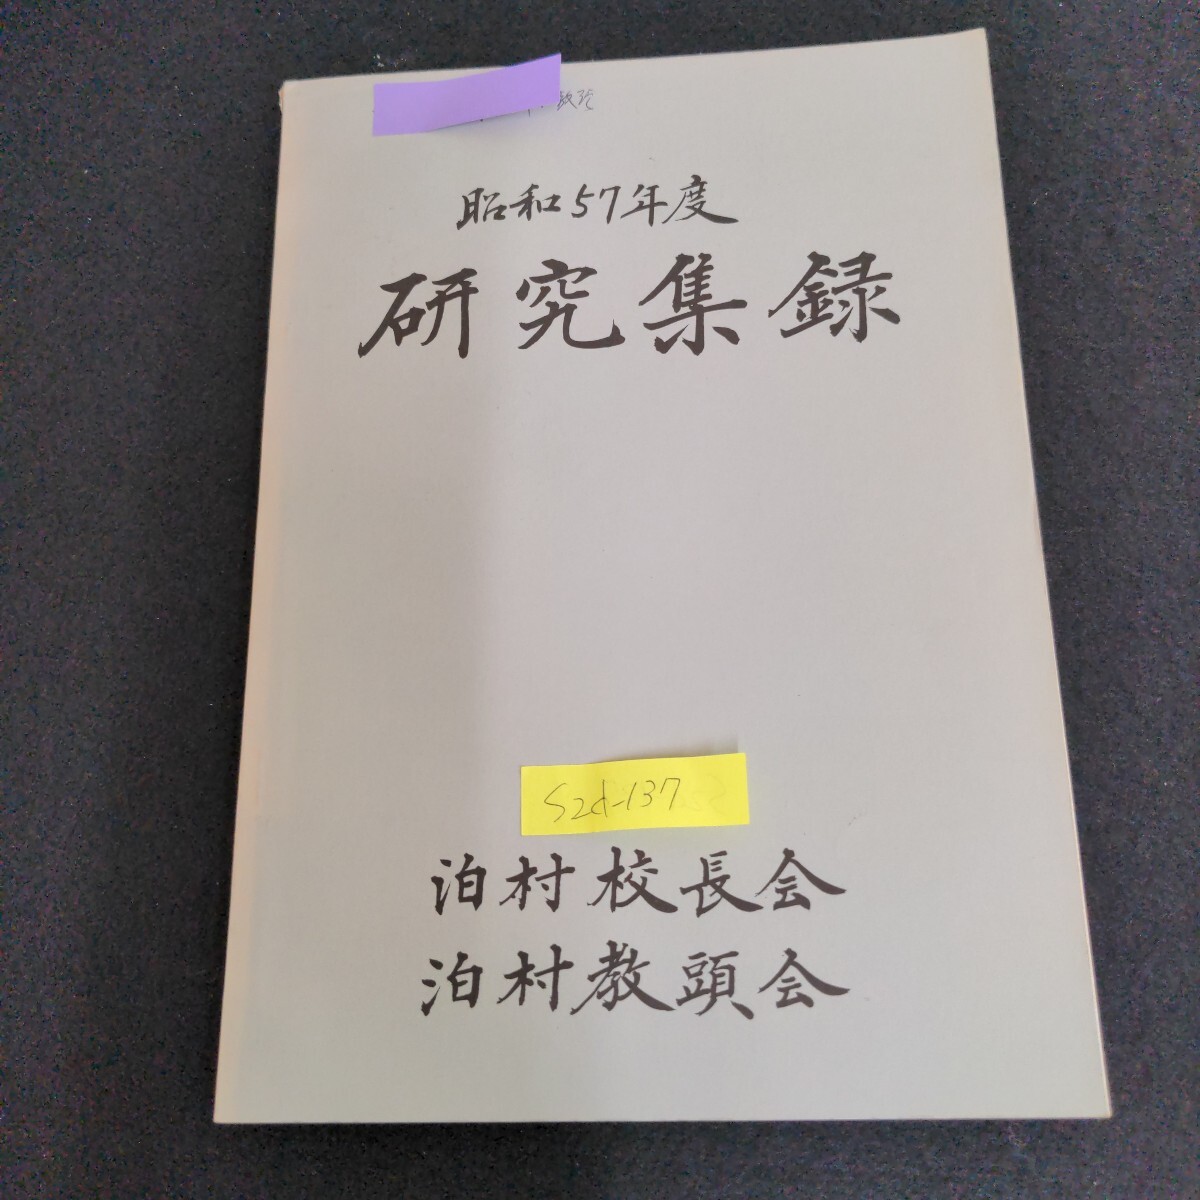 昭和57年度
研究集録
S2d-137
泊村校長会
泊村教頭会